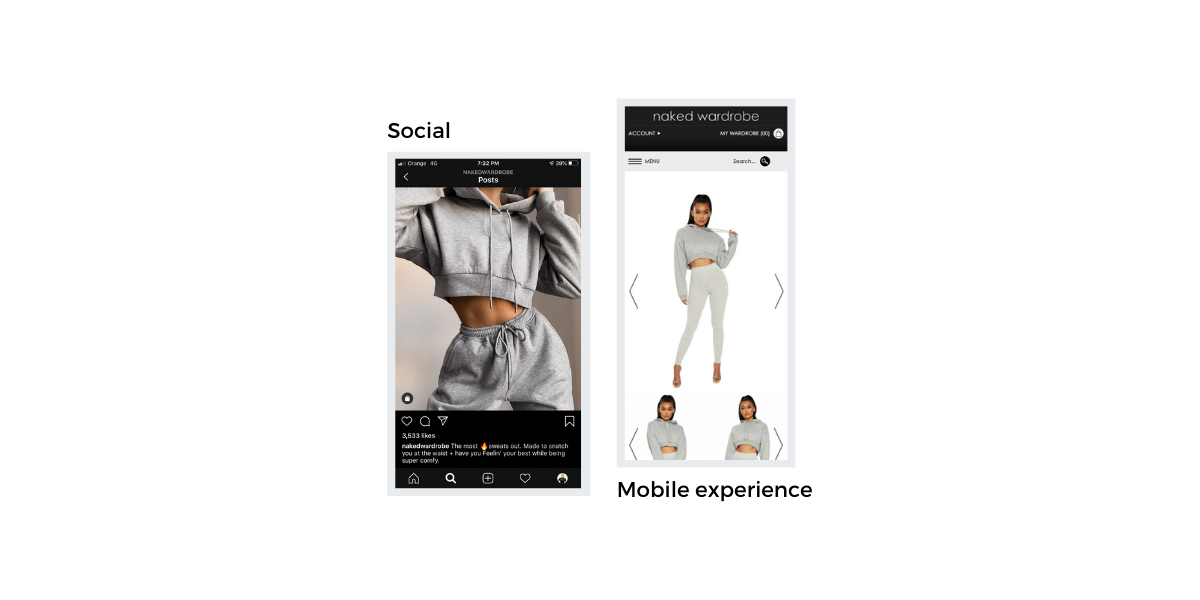 Social
Orange 4G 7:32 PM 39%
NAKEDWARDROBE
Posts
3,533 likes
nakedwardrobe The most 🔥sweats out. Made to snatch
you at the waist + have you Feelin' your best while being
super comfy.
naked wardrobe
ACCOUNT MY WARDROBE (00)
MENU Search...
Mobile experience